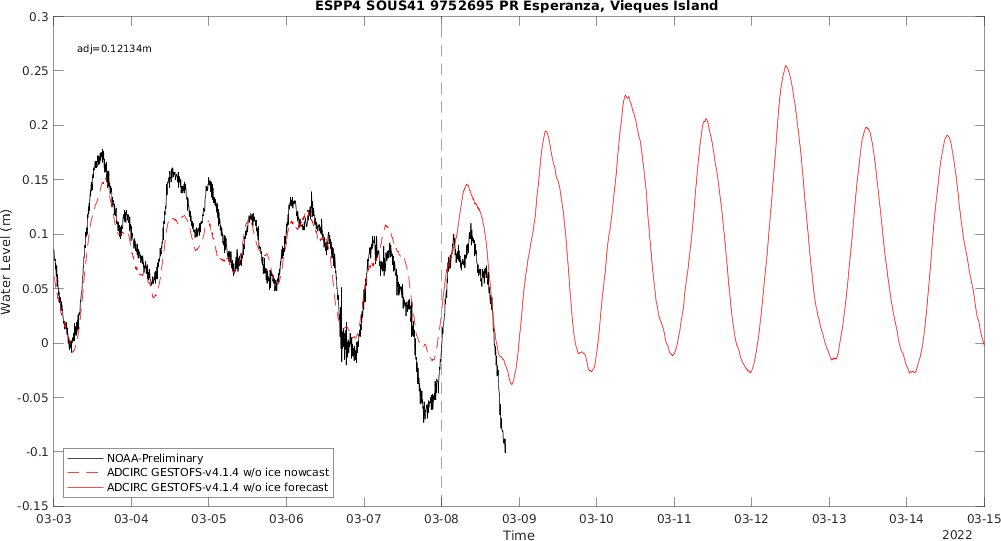 ESPP4 SOUS41 9752695 PR Esperanza, Vieques Island
0.3
adj=0.12134m
0.25
0.2
0.15
0.1
0.05
0
-0.05
-0.1
-0.15
Water Level (m)
NOAA-Preliminary
ADCIRC GESTOFS-v4.1.4 w/o ice nowcast
ADCIRC GESTOFS-v4.1.4 w/o ice forecast
03-03 03-04 03-05 03-06 03-07 03-08 03-09 03-10 03-11 03-12 03-13 03-14 03-15
Time
2022